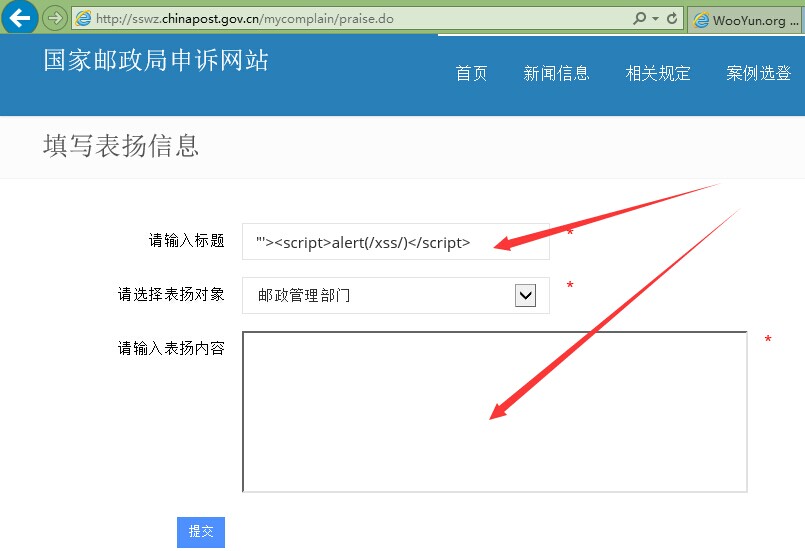 http://sswz.chinapost.gov.cn/mycomplain/praise.do
WooYun.org ...
国家邮政局申诉网站
首页 新闻信息 相关规定 案例选登
填写表扬信息
请输入标题 "'><script>alert(/xss/)</script> *
请选择表扬对象 邮政管理部门 *
请输入表扬内容 *
提交